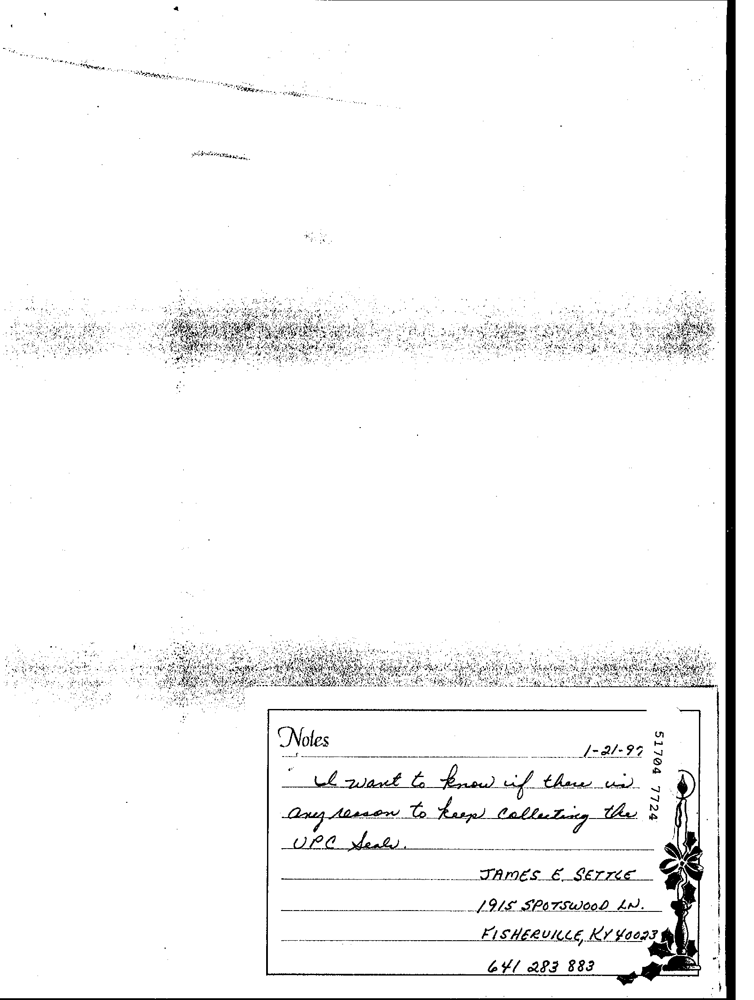 Notes
1-21-97
I want to know if there is
any reason to keep collecting the
UPC Seals.
JAMES E. SETTLE
1915 SPOTSWOOD LN.
FISHERVILLE, KY 40023
641 283 883
51704 7724